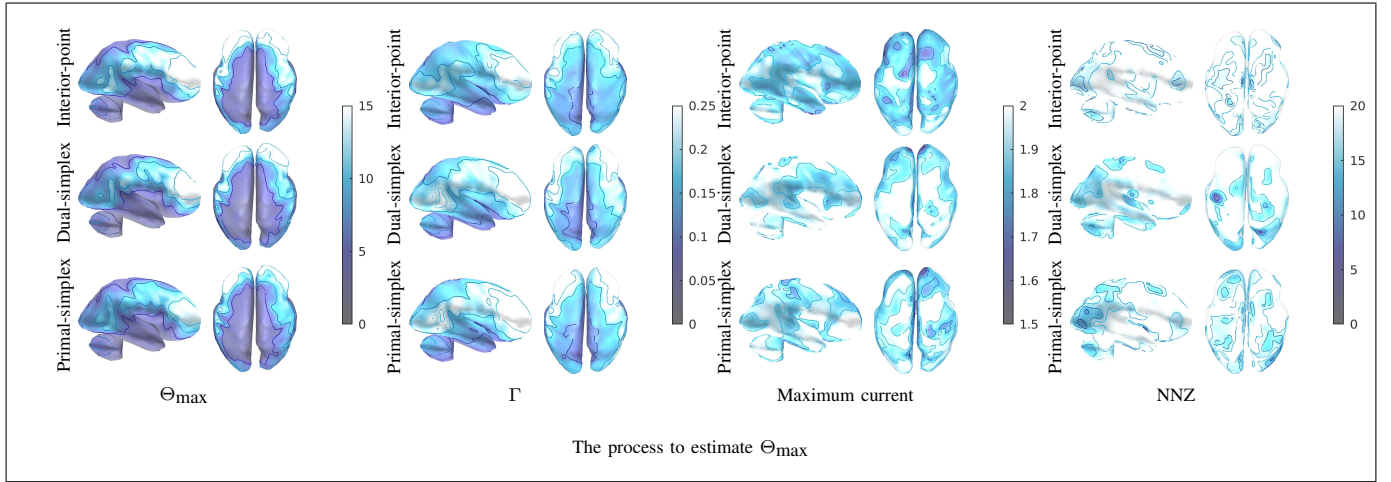 Interior-point
Dual-simplex
Primal-simplex
15
10
5
0
Θmax
Interior-point
Dual-simplex
Primal-simplex
0.25
0.2
0.15
0.1
0.05
0
Γ
Interior-point
Dual-simplex
Primal-simplex
2
1.9
1.8
1.7
1.6
1.5
Maximum current
Interior-point
Dual-simplex
Primal-simplex
20
15
10
5
0
NNZ
The process to estimate Θmax